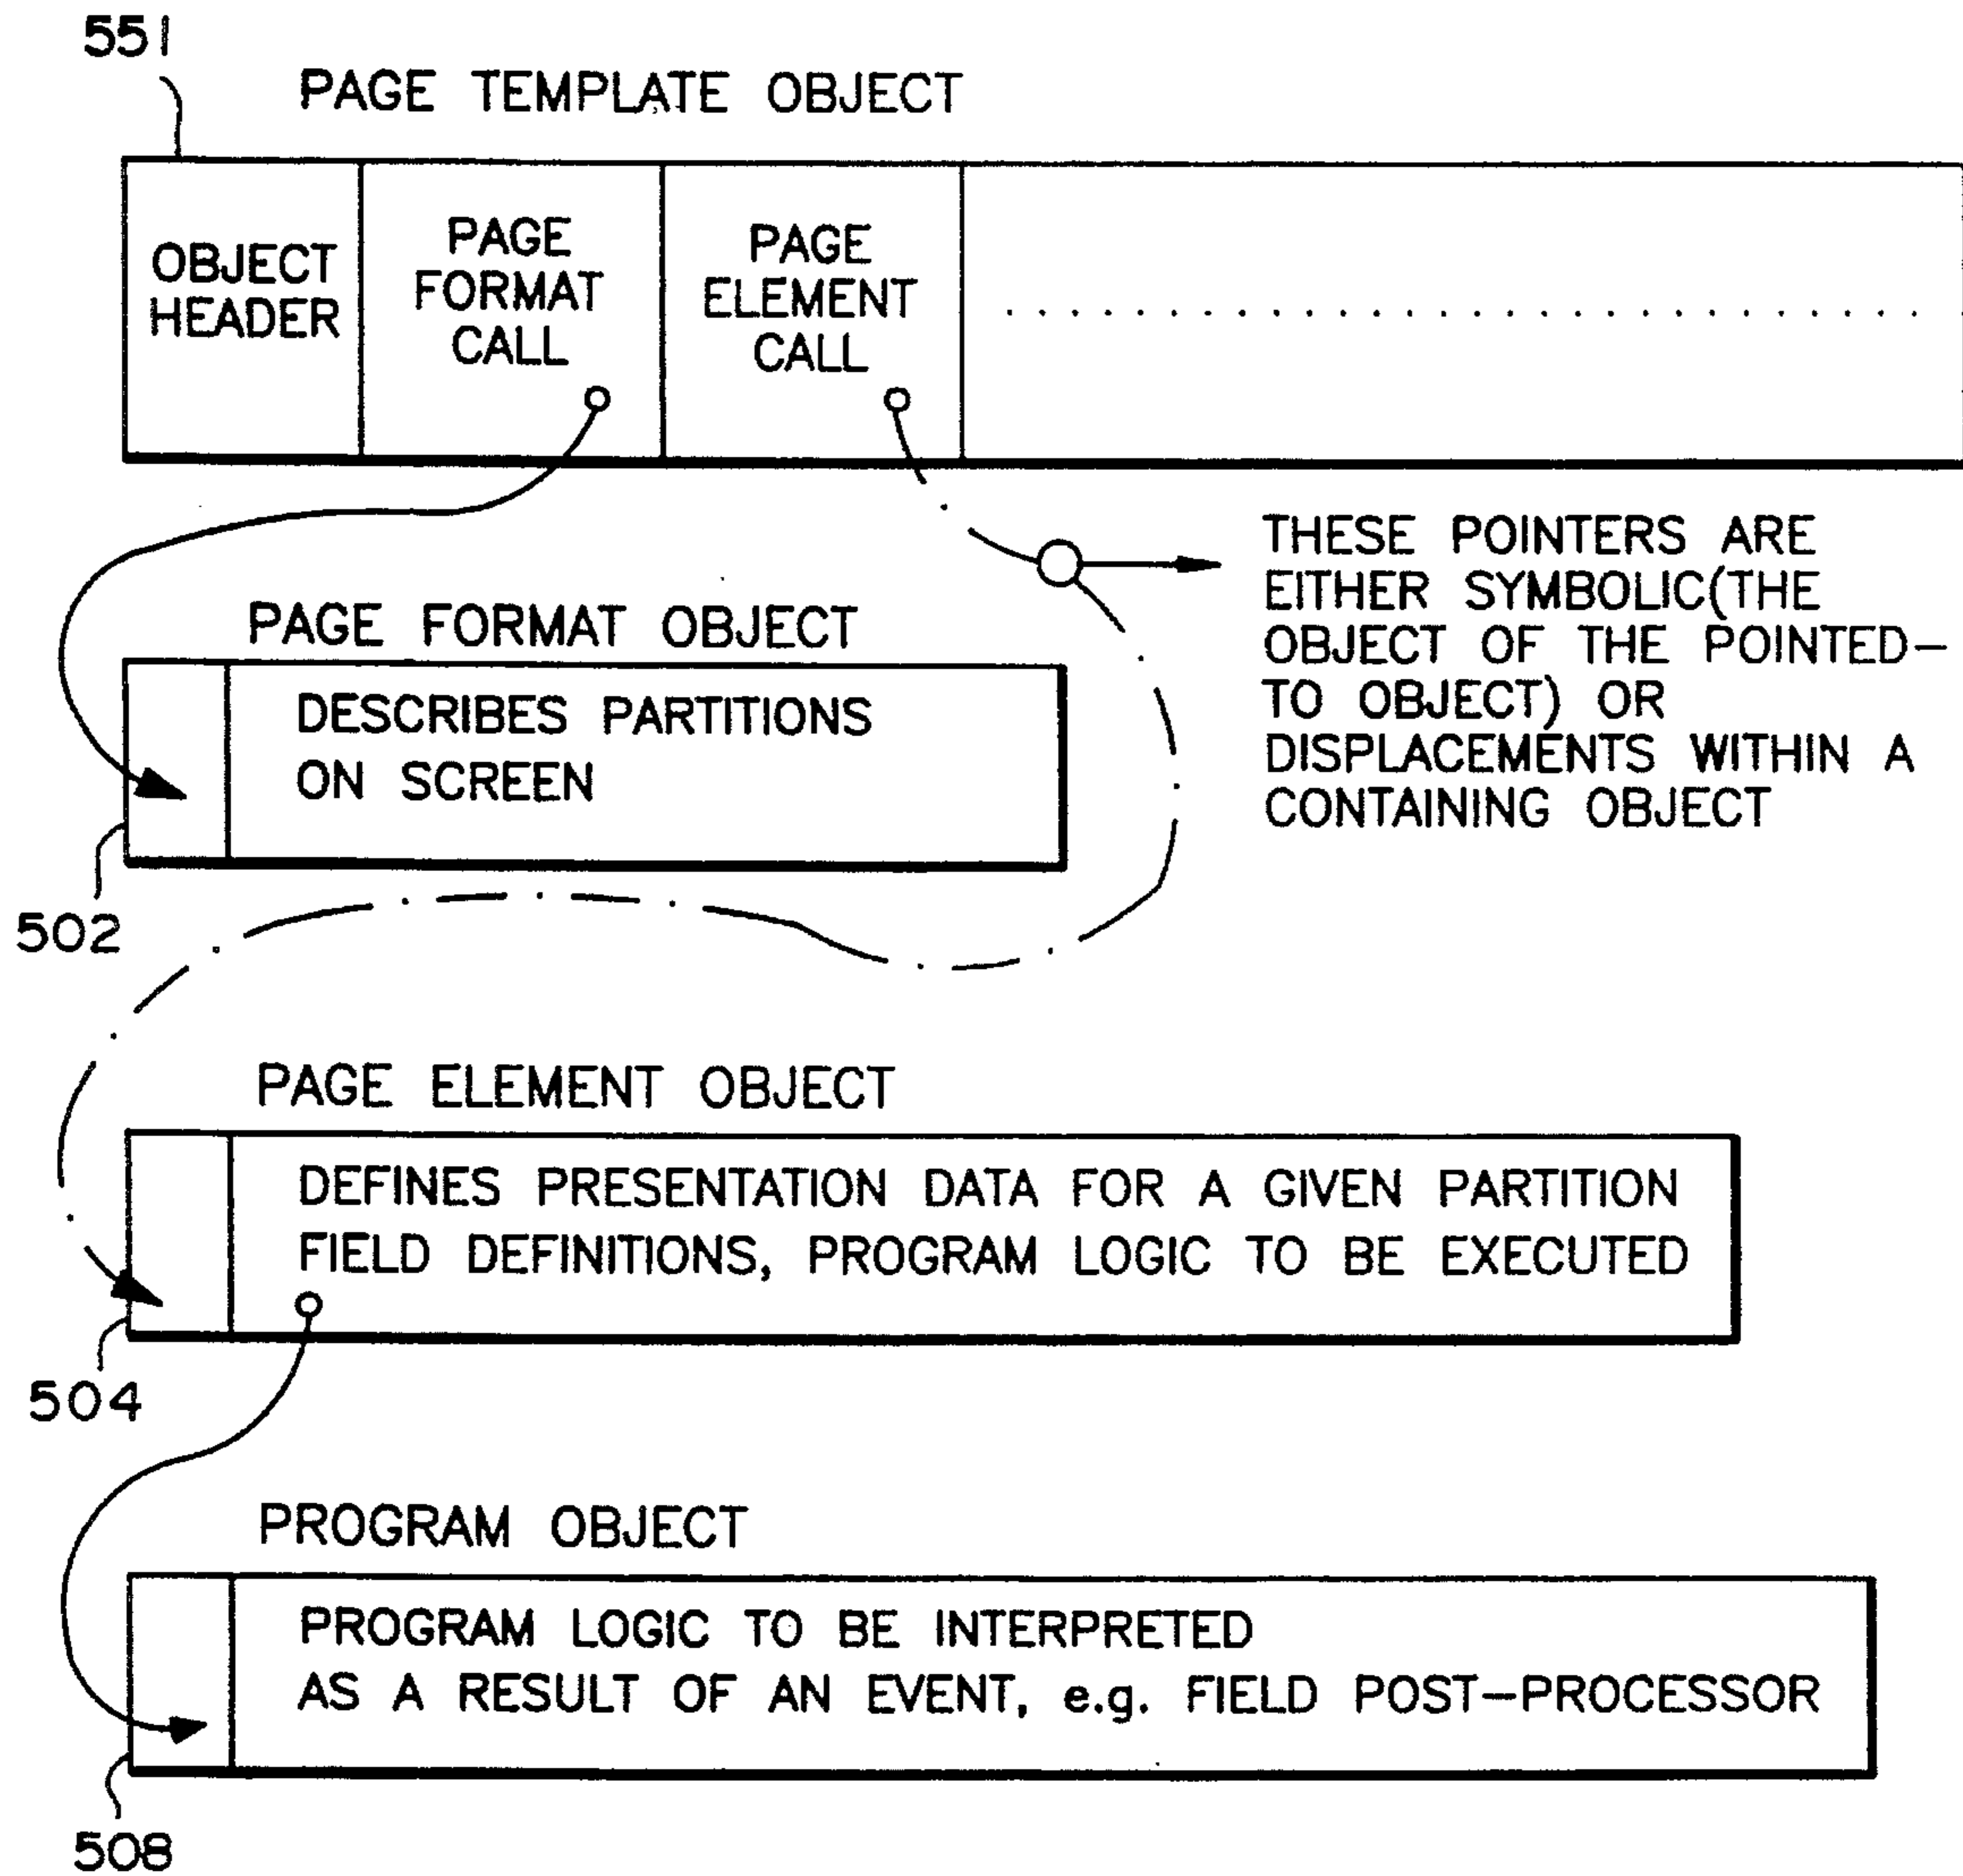 551
PAGE TEMPLATE OBJECT
OBJECT
HEADER
PAGE
FORMAT
CALL
PAGE
ELEMENT
CALL
THESE POINTERS ARE
EITHER SYMBOLIC(THE
OBJECT OF THE POINTED-
TO OBJECT) OR
DISPLACEMENTS WITHIN A
CONTAINING OBJECT
PAGE FORMAT OBJECT
DESCRIBES PARTITIONS
ON SCREEN
502
PAGE ELEMENT OBJECT
DEFINES PRESENTATION DATA FOR A GIVEN PARTITION
FIELD DEFINITIONS, PROGRAM LOGIC TO BE EXECUTED
504
PROGRAM OBJECT
PROGRAM LOGIC TO BE INTERPRETED
AS A RESULT OF AN EVENT, e.g. FIELD POST-PROCESSOR
508